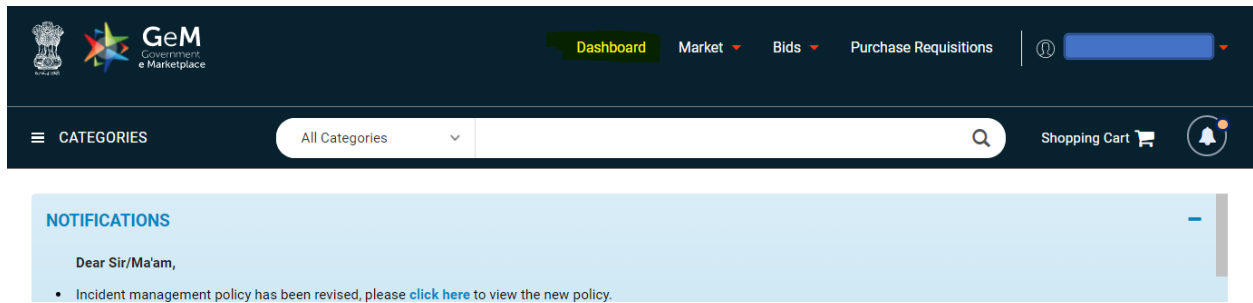 GeM
Government
e Marketplace
Dashboard Market Bids Purchase Requisitions
CATEGORIES All Categories Shopping Cart
NOTIFICATIONS
Dear Sir/Ma'am,
• Incident management policy has been revised, please click here to view the new policy.